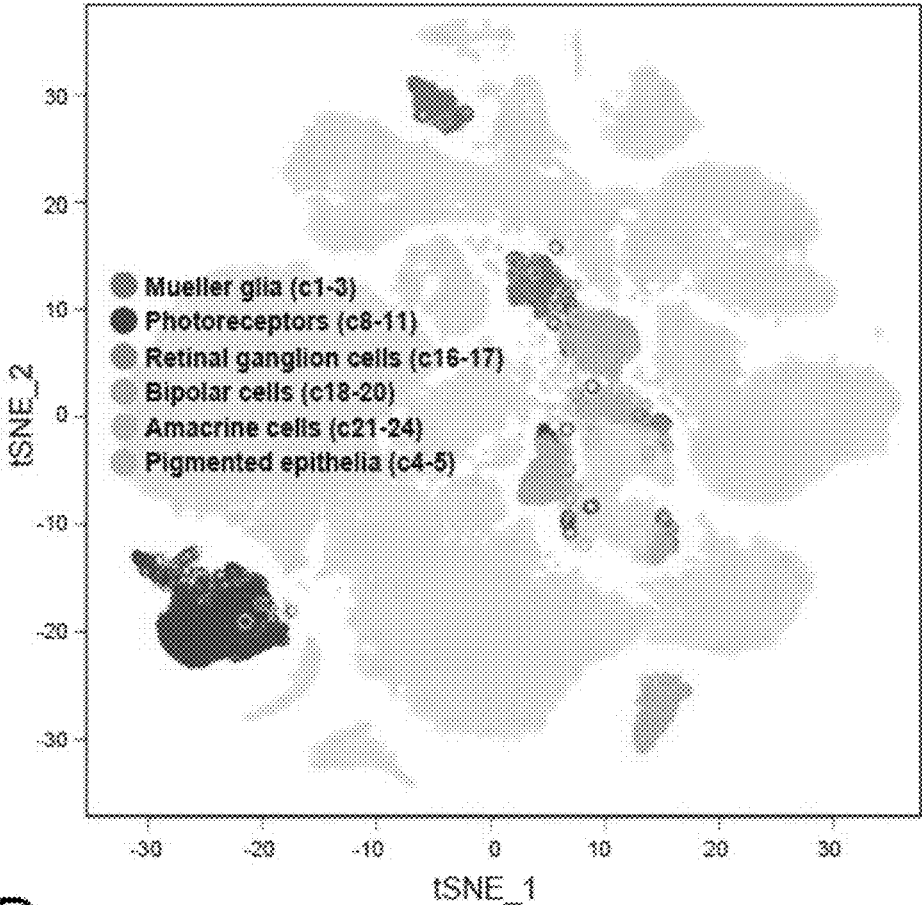 30
20
10
0
-10
-20
-30
tSNE_2
Mueller glia (c1-3)
Photoreceptors (c8-11)
Retinal ganglion cells (c16-17)
Bipolar cells (c18-20)
Amacrine cells (c21-24)
Pigmented epithelia (c4-5)
-30 -20 -10 0 10 20 30
tSNE_1